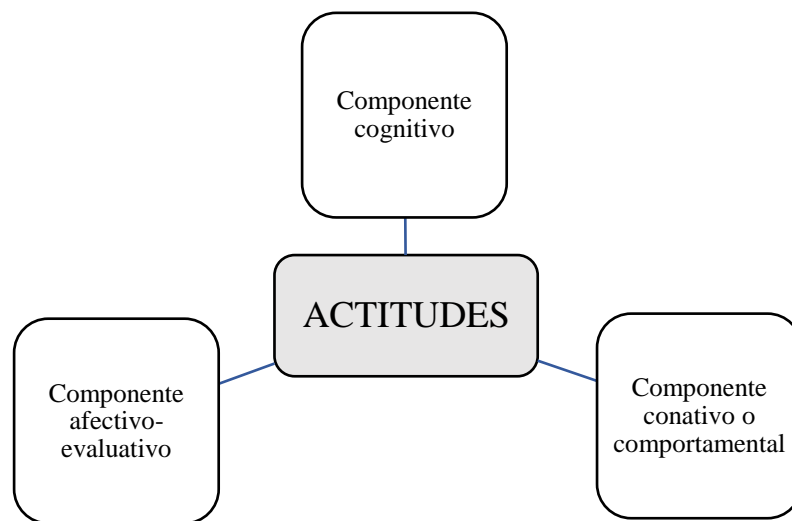 Componente
cognitivo
ACTITUDES
Componente
afectivo-
evaluativo
Componente
conativo o
comportamental